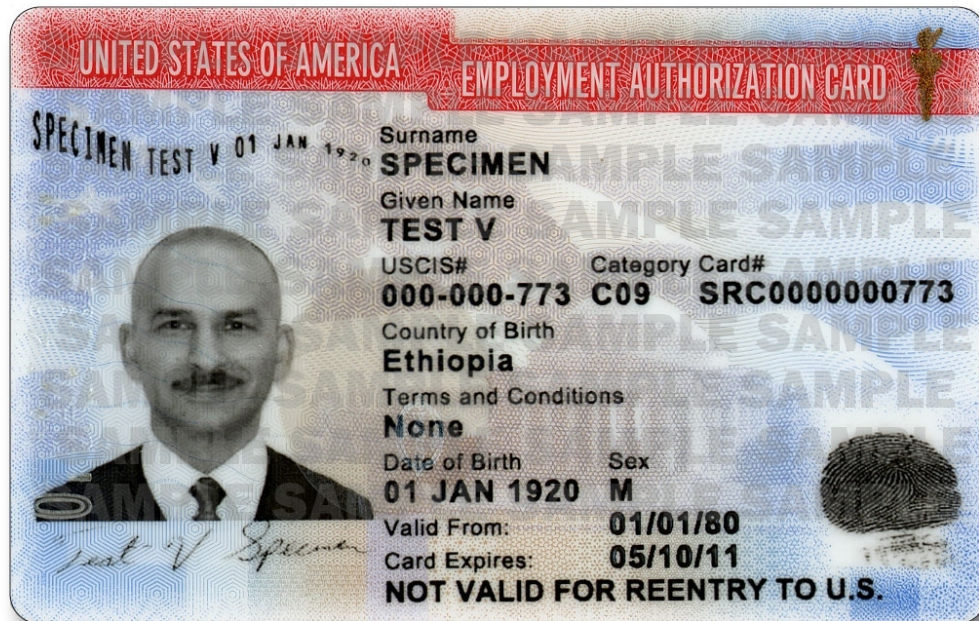 UNITED STATES OF AMERICA
EMPLOYMENT AUTHORIZATION CARD
SPECIMEN TEST V 01 JAN 1920
Surname
SPECIMEN
Given Name
TEST V
USCIS# Category Card#
000-000-773 C09 SRC0000000773
Country of Birth
Ethiopia
Terms and Conditions
None
Date of Birth Sex
01 JAN 1920 M
Valid From: 01/01/80
Card Expires: 05/10/11
NOT VALID FOR REENTRY TO U.S.
Test V Specimen
SAMPLE SAMPLE SAMPLE